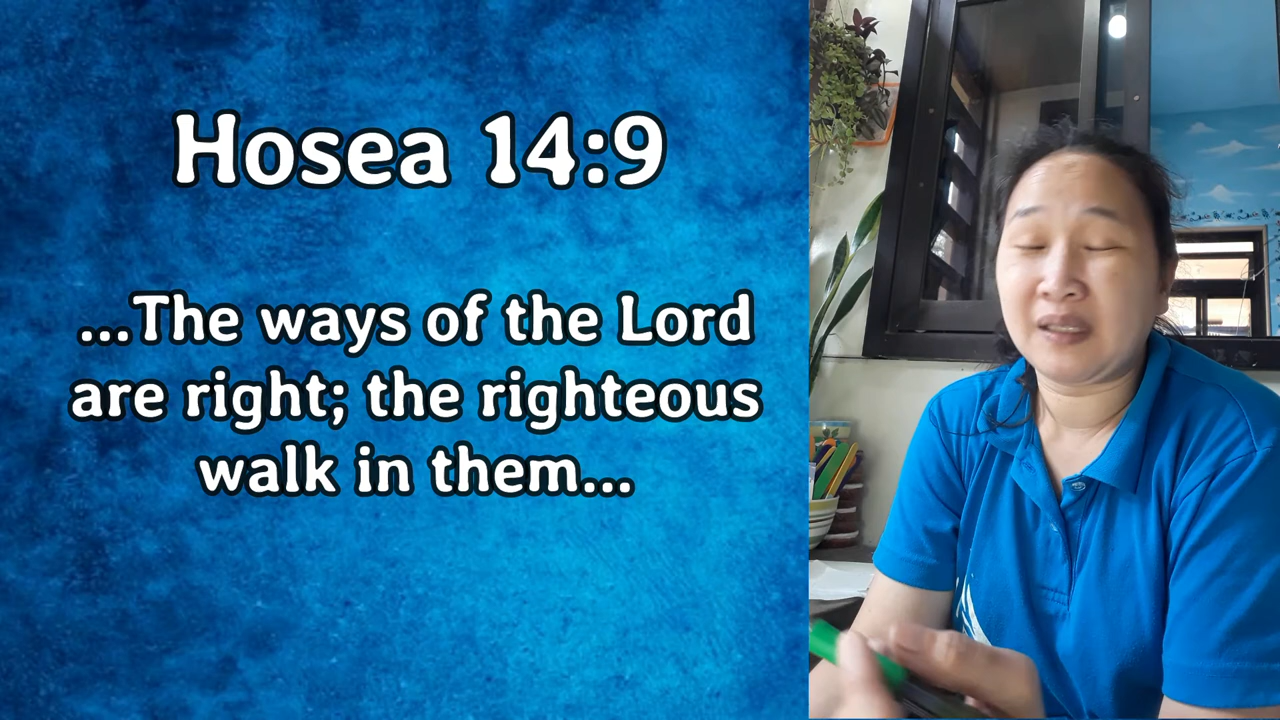 Hosea 14:9
...The ways of the Lord
are right; the righteous
walk in them...